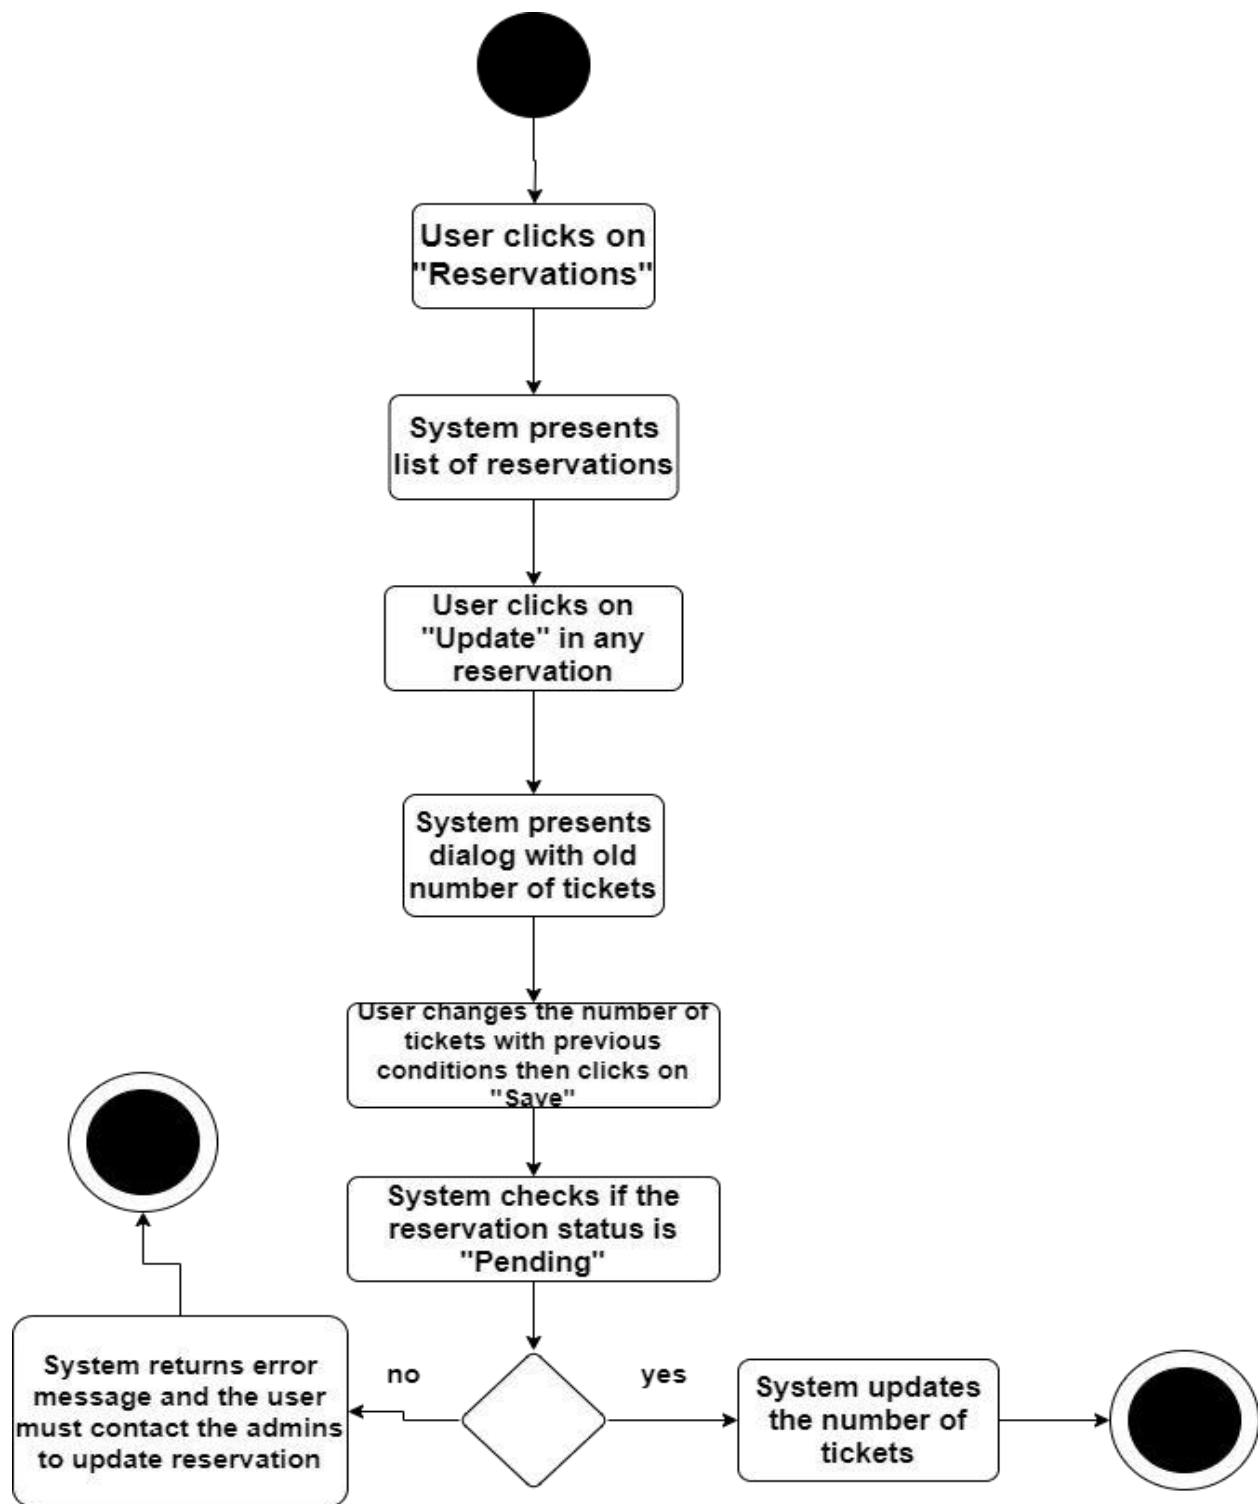 User clicks on
"Reservations"
System presents
list of reservations
User clicks on
"Update" in any
reservation
System presents
dialog with old
number of tickets
User changes the number of
tickets with previous
conditions then clicks on
"Save"
System checks if the
reservation status is
"Pending"
no
yes
System returns error
message and the user
must contact the admins
to update reservation
System updates
the number of
tickets